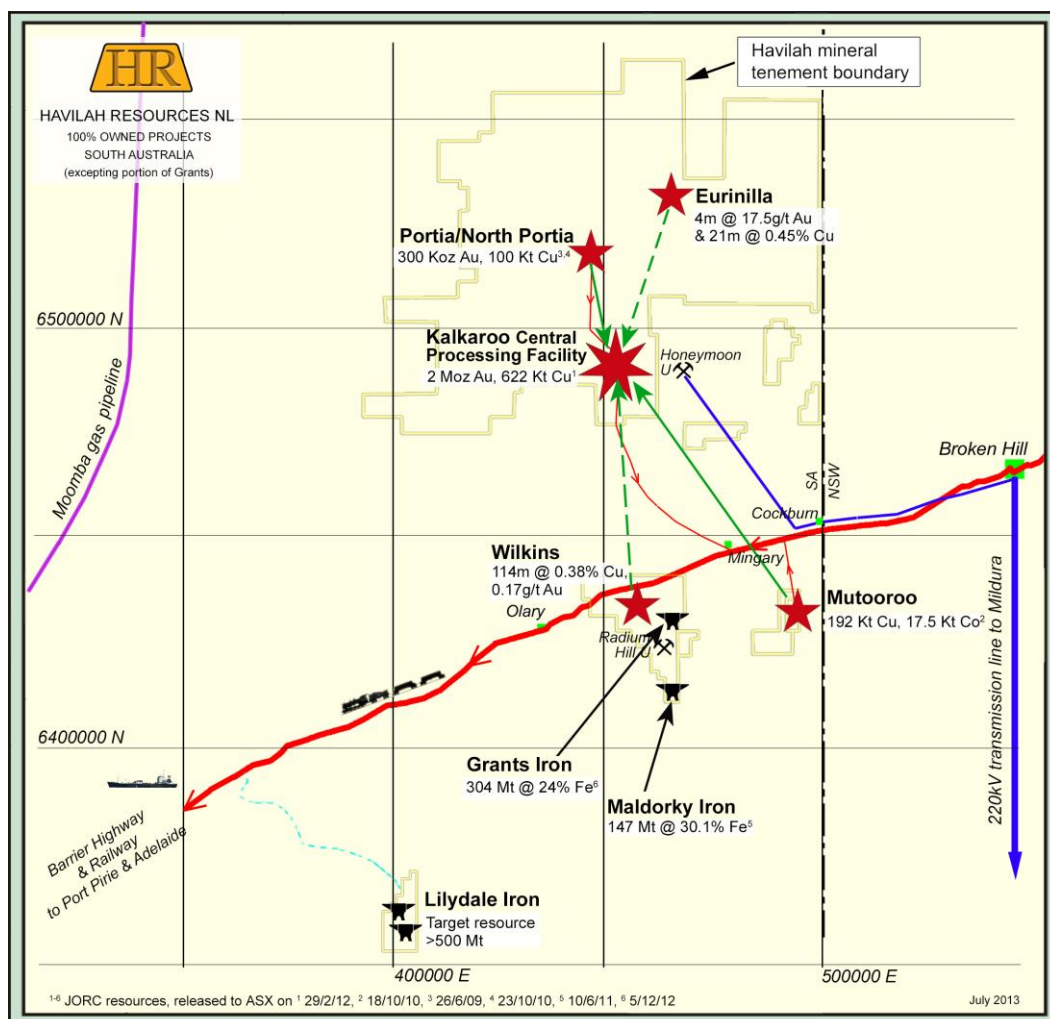 HR
HAVILAH RESOURCES NL
100% OWNED PROJECTS
SOUTH AUSTRALIA
(excepting portion of Grants)
Havilah mineral
tenement boundary
Eurinilla
4m @ 17.5g/t Au
& 21m @ 0.45% Cu
Portia/North Portia
300 Koz Au, 100 Kt Cu³,⁴
6500000 N
Kalkaroo Central
Processing Facility
2 Moz Au, 622 Kt Cu¹
Honeymoon
U
Moomba gas pipeline
Broken Hill
SA
NSW
Cockburn
Mingary
Wilkins
114m @ 0.38% Cu,
0.17g/t Au
Olary
Radium
Hill U
Mutooroo
192 Kt Cu, 17.5 Kt Co²
220kV transmission line to Mildura
6400000 N
Grants Iron
304 Mt @ 24% Fe⁶
Maldorky Iron
147 Mt @ 30.1% Fe⁵
Barrier Highway
& Railway
to Port Pirie & Adelaide
Lilydale Iron
Target resource
>500 Mt
400000 E
500000 E
¹⁻⁶ JORC resources, released to ASX on ¹ 29/2/12, ² 18/10/10, ³ 26/6/09, ⁴ 23/10/10, ⁵ 10/6/11, ⁶ 5/12/12
July 2013